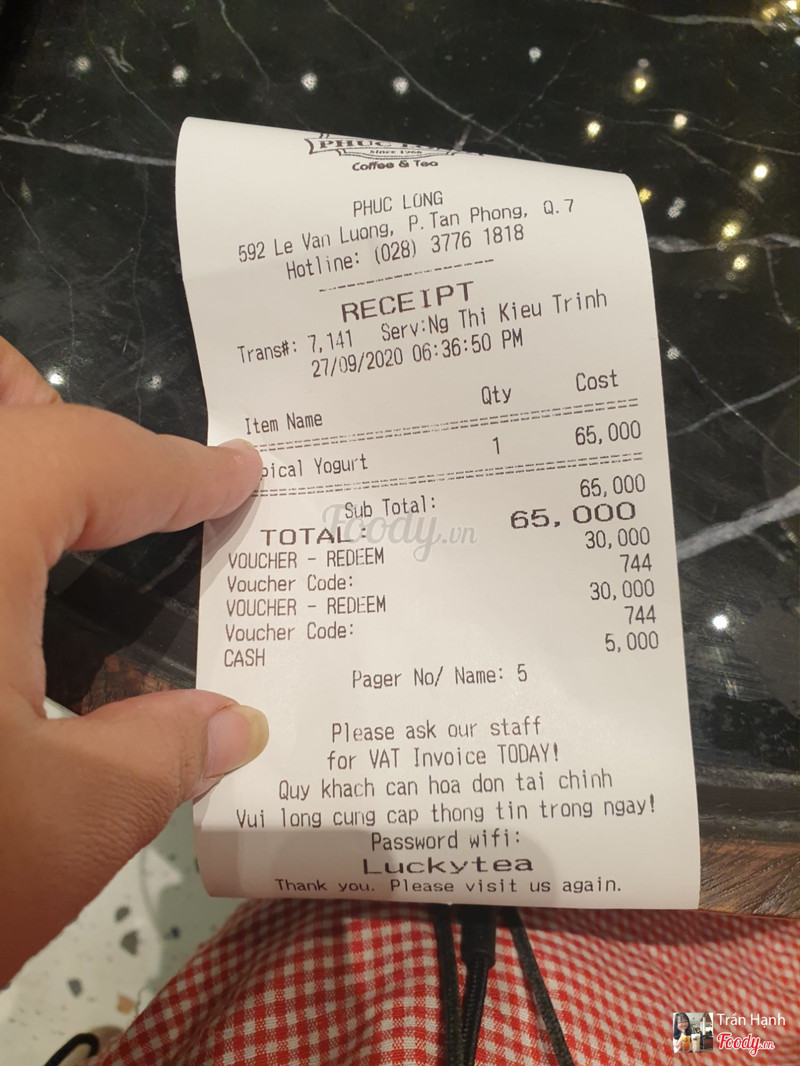 since 1968
Coffee & Tea
PHUC LONG
592 Le Van Luong, P.Tan Phong, Q.7
Hotline: (028) 3776 1818
RECEIPT
Trans#: 7,141 Serv:Ng Thi Kieu Trinh
27/09/2020 06:36:50 PM
Item Name Qty Cost
pical Yogurt 1 65,000
Sub Total: 65,000
TOTAL: 65,000
VOUCHER - REDEEM 30,000
Voucher Code: 744
VOUCHER - REDEEM 30,000
Voucher Code: 744
CASH 5,000
Pager No/ Name: 5
Please ask our staff
for VAT Invoice TODAY!
Quy khach can hoa don tai chinh
Vui long cung cap thong tin trong ngay!
Password wifi:
Luckytea
Thank you. Please visit us again.
Foody.vn
Trần Hạnh
Foody.vn